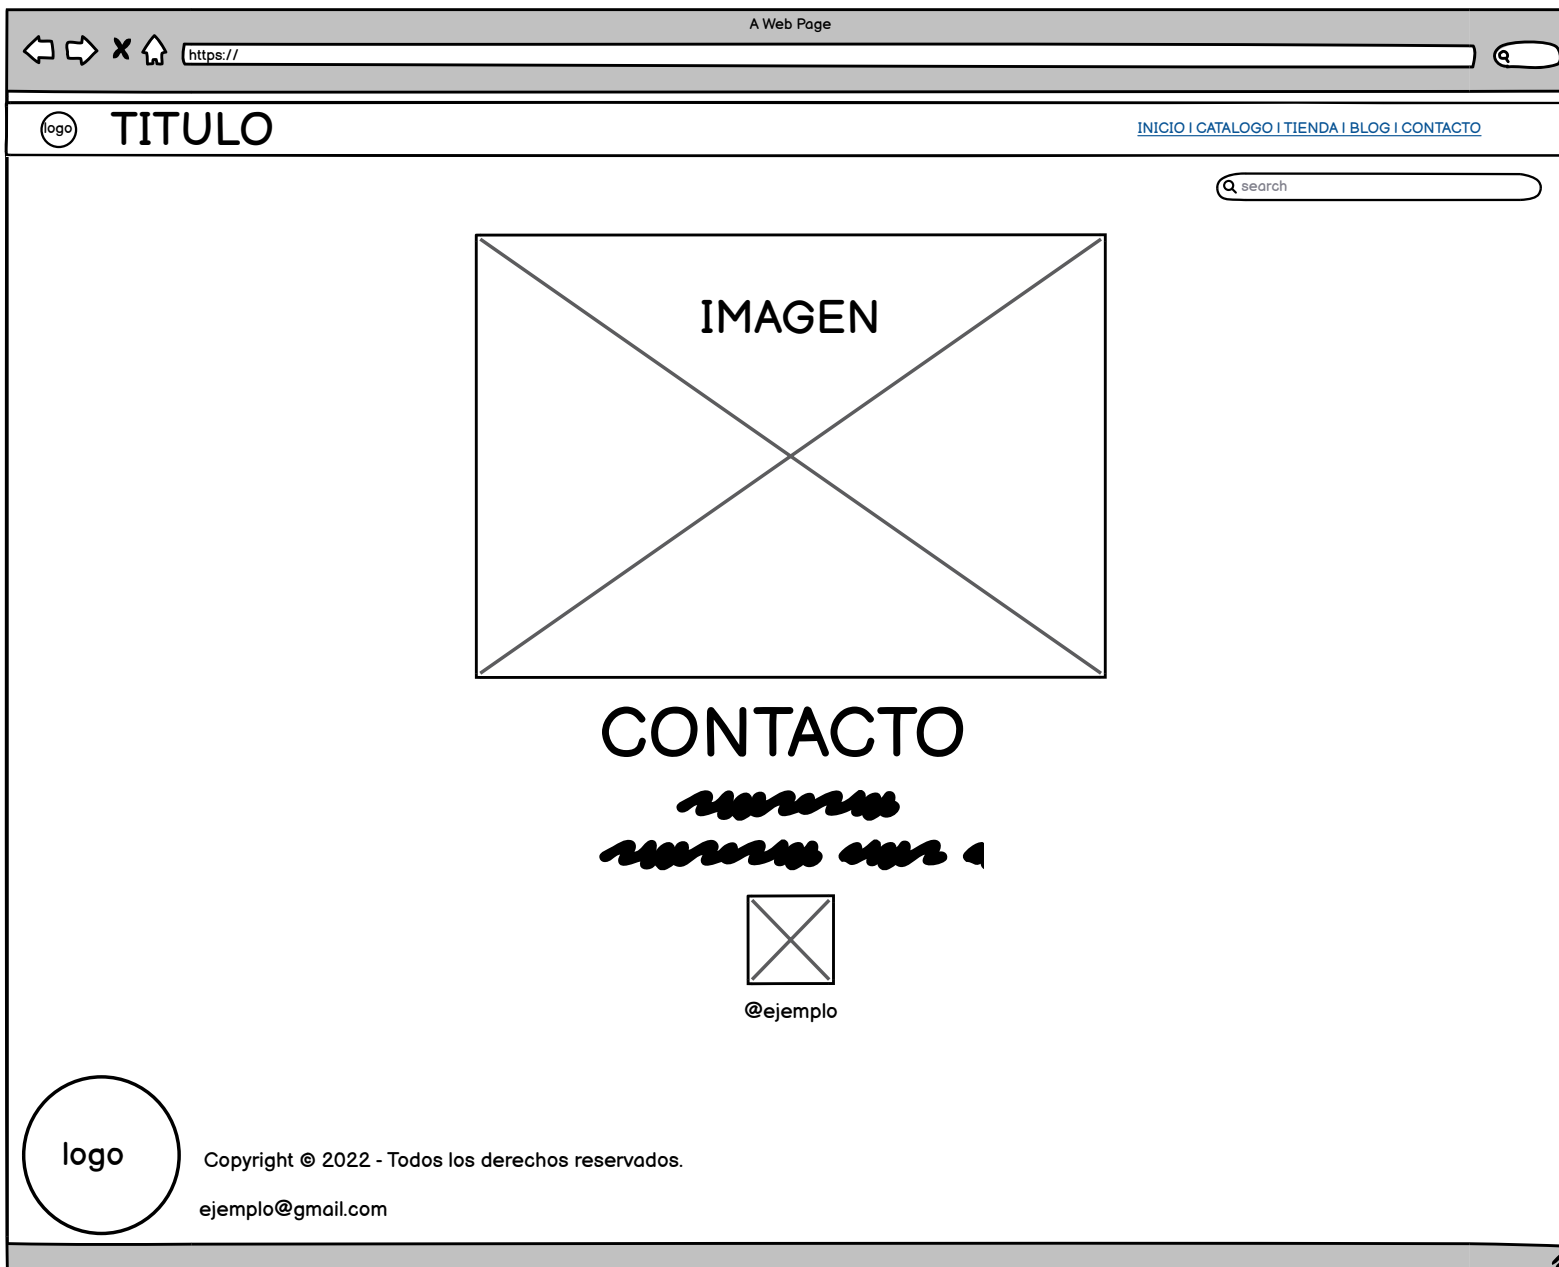 A Web Page
https://
logo
TITULO
INICIO | CATALOGO | TIENDA | BLOG | CONTACTO
search
IMAGEN
CONTACTO
@ejemplo
logo
Copyright © 2022 - Todos los derechos reservados.
ejemplo@gmail.com